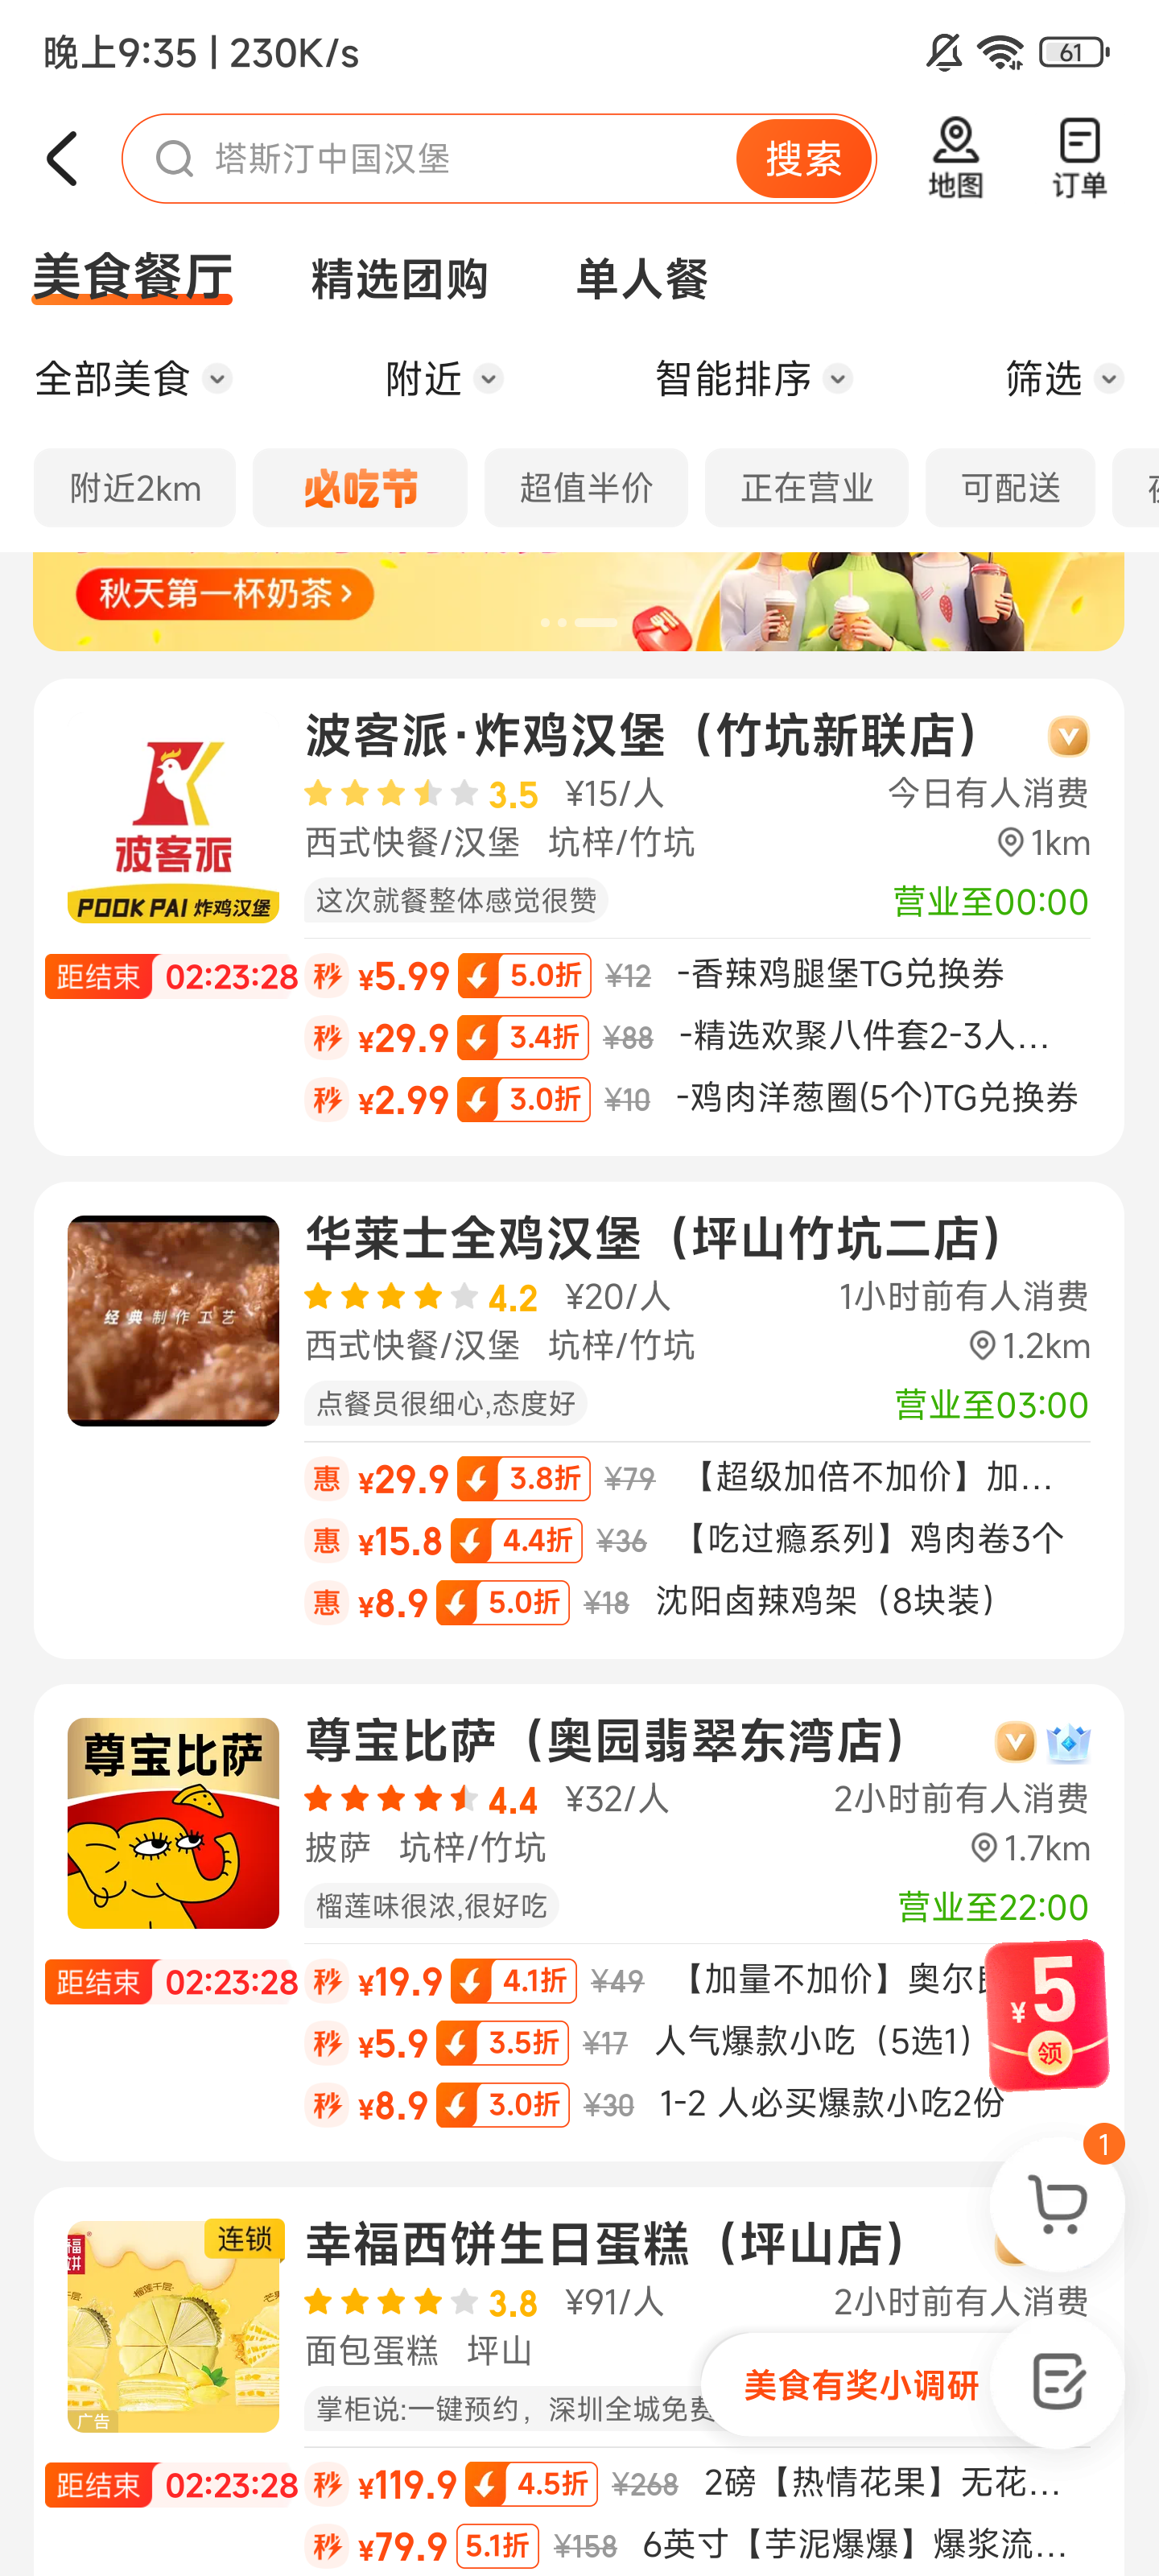 晚上9:35 | 230K/s
61
塔斯汀中国汉堡
搜索
地图
订单
美食餐厅 精选团购 单人餐
全部美食 附近 智能排序 筛选
附近2km 必吃节 超值半价 正在营业 可配送
秋天第一杯奶茶
波客派·炸鸡汉堡（竹坑新联店）
3.5 ¥15/人 今日有人消费
西式快餐/汉堡 坑梓/竹坑 1km
这次就餐整体感觉很赞 营业至00:00
波客派
POOK PAI 炸鸡汉堡
距结束 02:23:28 秒 ¥5.99 5.0折 ¥12 -香辣鸡腿堡TG兑换券
秒 ¥29.9 3.4折 ¥88 -精选欢聚八件套2-3人...
秒 ¥2.99 3.0折 ¥10 -鸡肉洋葱圈(5个)TG兑换券
华莱士全鸡汉堡（坪山竹坑二店）
4.2 ¥20/人 1小时前有人消费
经典制作工艺
西式快餐/汉堡 坑梓/竹坑 1.2km
点餐员很细心,态度好 营业至03:00
惠 ¥29.9 3.8折 ¥79 【超级加倍不加价】加...
惠 ¥15.8 4.4折 ¥36 【吃过瘾系列】鸡肉卷3个
惠 ¥8.9 5.0折 ¥18 沈阳卤辣鸡架（8块装）
尊宝比萨
尊宝比萨（奥园翡翠东湾店）
4.4 ¥32/人 2小时前有人消费
披萨 坑梓/竹坑 1.7km
榴莲味很浓,很好吃 营业至22:00
距结束 02:23:28 秒 ¥19.9 4.1折 ¥49 【加量不加价】奥尔
¥5
领
秒 ¥5.9 3.5折 ¥17 人气爆款小吃（5选1）
秒 ¥8.9 3.0折 ¥30 1-2 人必买爆款小吃2份
1
连锁
幸福西饼生日蛋糕（坪山店）
榴莲千层
3.8 ¥91/人 2小时前有人消费
面包蛋糕 坪山
掌柜说:一键预约，深圳全城免费
美食有奖小调研
广告
距结束 02:23:28 秒 ¥119.9 4.5折 ¥268 2磅【热情花果】无花...
秒 ¥79.9 5.1折 ¥158 6英寸【芋泥爆爆】爆浆流...